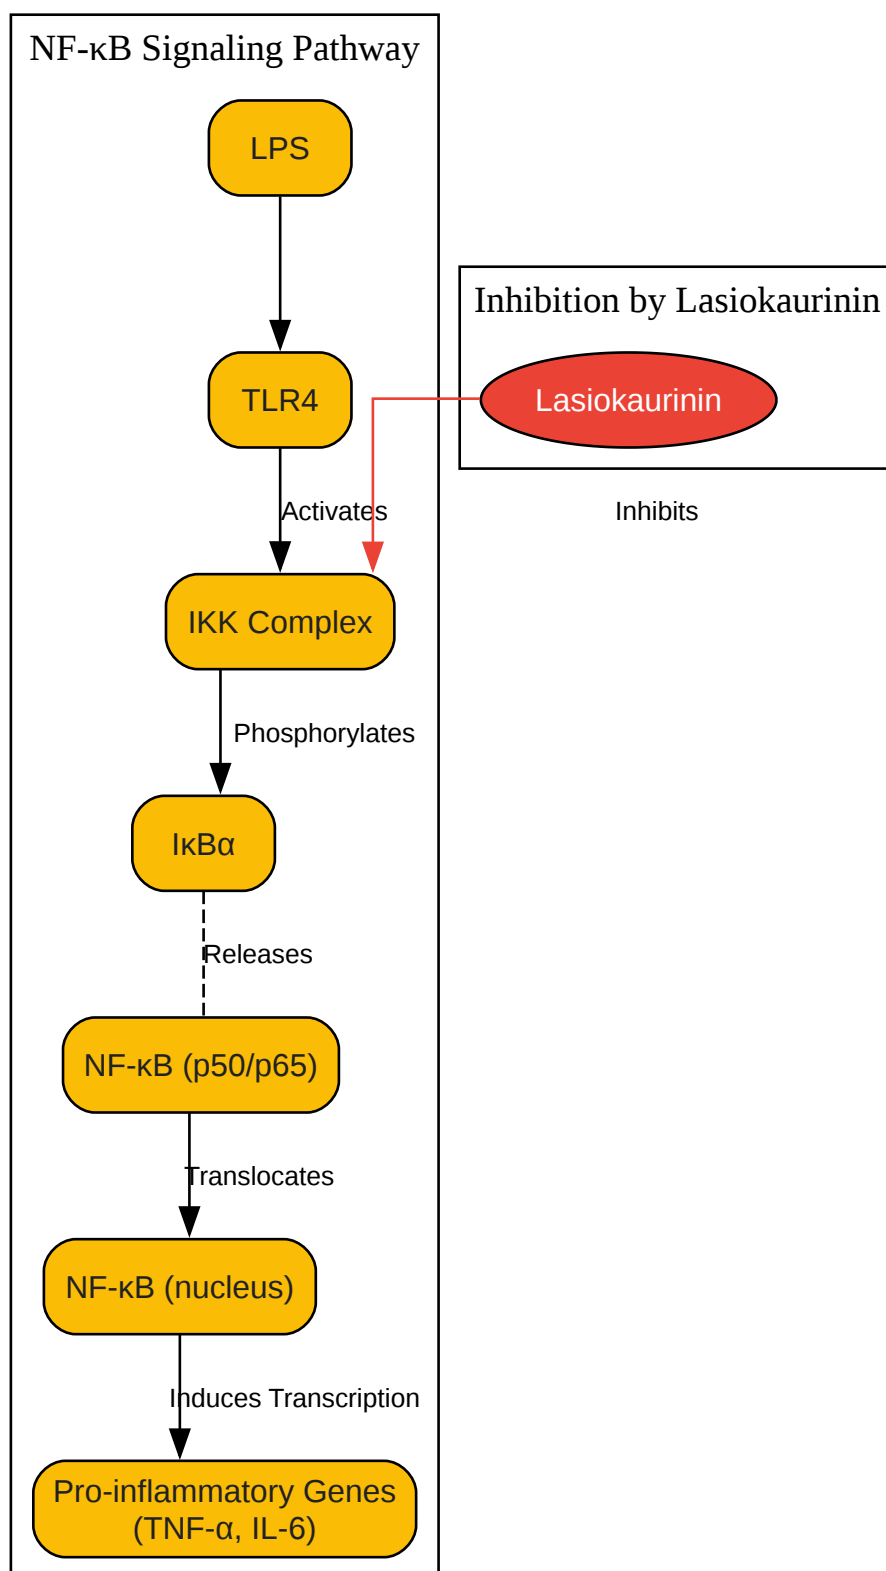 NF-κB Signaling Pathway
LPS
Inhibition by Lasiokaurinin
TLR4
Lasiokaurinin
Activates
Inhibits
IKK Complex
Phosphorylates
IκBα
Releases
NF-κB (p50/p65)
Translocates
NF-κB (nucleus)
Induces Transcription
Pro-inflammatory Genes
(TNF-α, IL-6)